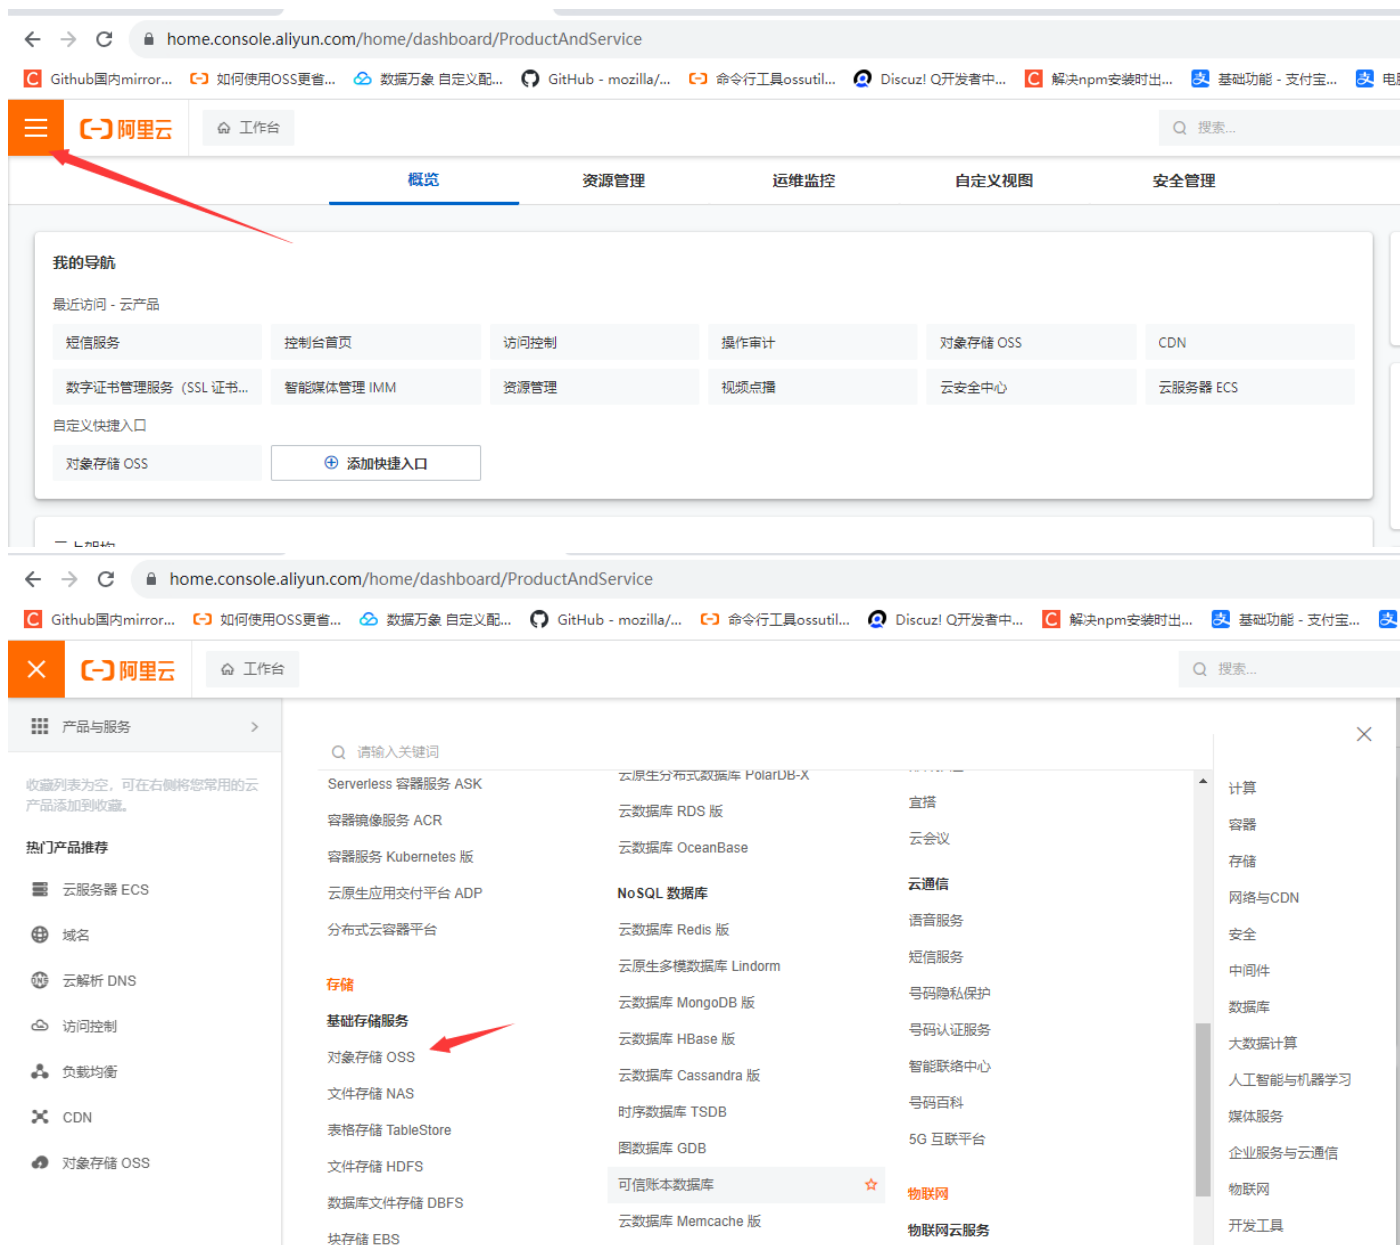 home.console.aliyun.com/home/dashboard/ProductAndService
Github国内mirror... 如何使用OSS更省... 数据万象 自定义配... GitHub - mozilla/... 命令行工具ossutil... Discuz! Q开发者中... 解决npm安装时出... 基础功能 - 支付宝...
阿里云 工作台 搜索...
概览 资源管理 运维监控 自定义视图 安全管理
我的导航
最近访问 - 云产品
短信服务 控制台首页 访问控制 操作审计 对象存储 OSS CDN
数字证书管理服务（SSL 证书... 智能媒体管理 IMM 资源管理 视频点播 云安全中心 云服务器 ECS
自定义快捷入口
对象存储 OSS 添加快捷入口
home.console.aliyun.com/home/dashboard/ProductAndService
Github国内mirror... 如何使用OSS更省... 数据万象 自定义配... GitHub - mozilla/... 命令行工具ossutil... Discuz! Q开发者中... 解决npm安装时出... 基础功能 - 支付宝...
阿里云 工作台 搜索...
产品与服务
收藏列表为空，可在右侧将您常用的云
产品添加到收藏。
热门产品推荐
云服务器 ECS
域名
云解析 DNS
访问控制
负载均衡
CDN
对象存储 OSS
请输入关键词
Serverless 容器服务 ASK
容器镜像服务 ACR
容器服务 Kubernetes 版
云原生应用交付平台 ADP
分布式云容器平台
存储
基础存储服务
对象存储 OSS
文件存储 NAS
表格存储 TableStore
文件存储 HDFS
数据库文件存储 DBFS
块存储 EBS
云原生分布式数据库 PolarDB-X
云数据库 RDS 版
云数据库 OceanBase
NoSQL 数据库
云数据库 Redis 版
云原生多模数据库 Lindorm
云数据库 MongoDB 版
云数据库 HBase 版
云数据库 Cassandra 版
时序数据库 TSDB
图数据库 GDB
可信账本数据库
云数据库 Memcache 版
宜搭
云会议
云通信
语音服务
短信服务
号码隐私保护
号码认证服务
智能联络中心
号码百科
5G 互联平台
物联网
物联网云服务
计算
容器
存储
网络与CDN
安全
中间件
数据库
大数据计算
人工智能与机器学习
媒体服务
企业服务与云通信
物联网
开发工具